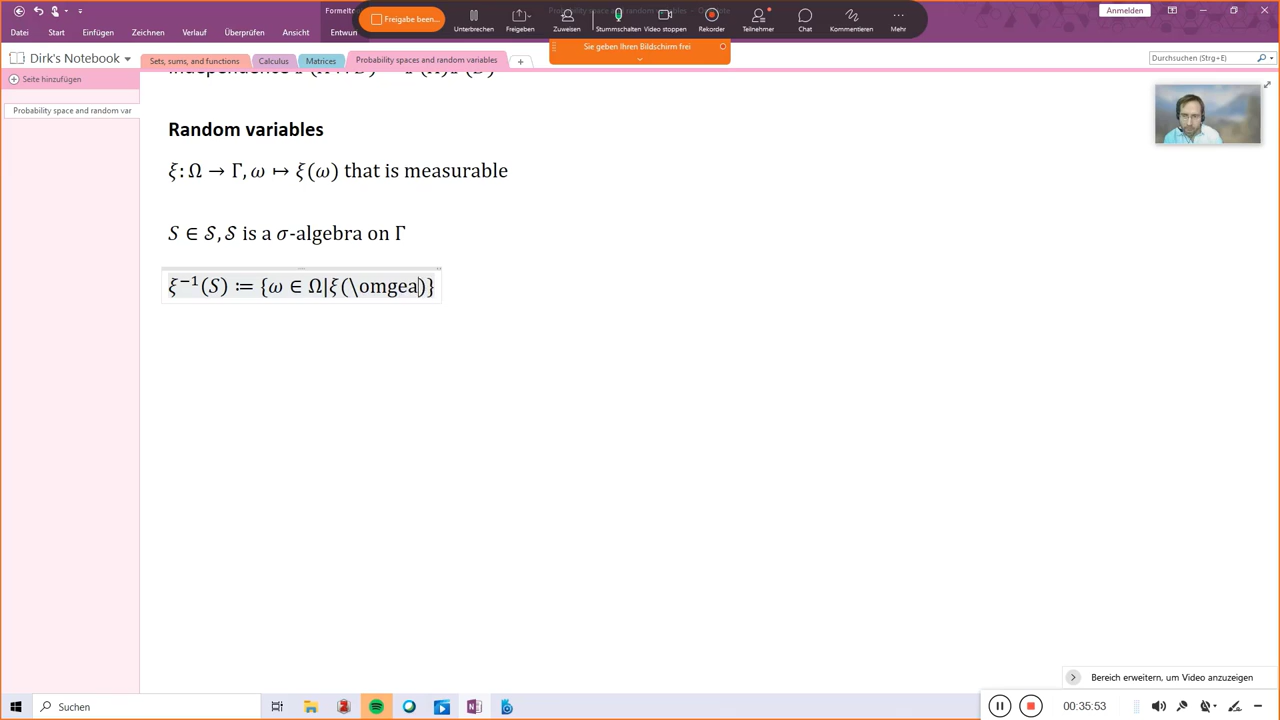 Formeltr
Freigabe been...
Unterbrechen
Freigeben
Zuweisen
Stummschalten
Video stoppen
Rekorder
Teilnehmer
Chat
Kommentieren
Mehr
Anmelden
Datei
Start
Einfügen
Zeichnen
Verlauf
Überprüfen
Ansicht
Entwun
Sie geben Ihren Bildschirm frei
Dirk's Notebook
Sets, sums, and functions
Calculus
Matrices
Probability spaces and random variables
Durchsuchen (Strg+E)
Seite hinzufügen
Probability space and random var
Random variables
ξ: Ω → Γ, ω ↦ ξ(ω) that is measurable
S ∈ 𝒮, 𝒮 is a σ-algebra on Γ
ξ⁻¹(S) ≔ {ω ∈ Ω|ξ(\omgea)}
Bereich erweitern, um Video anzuzeigen
Suchen
00:35:53